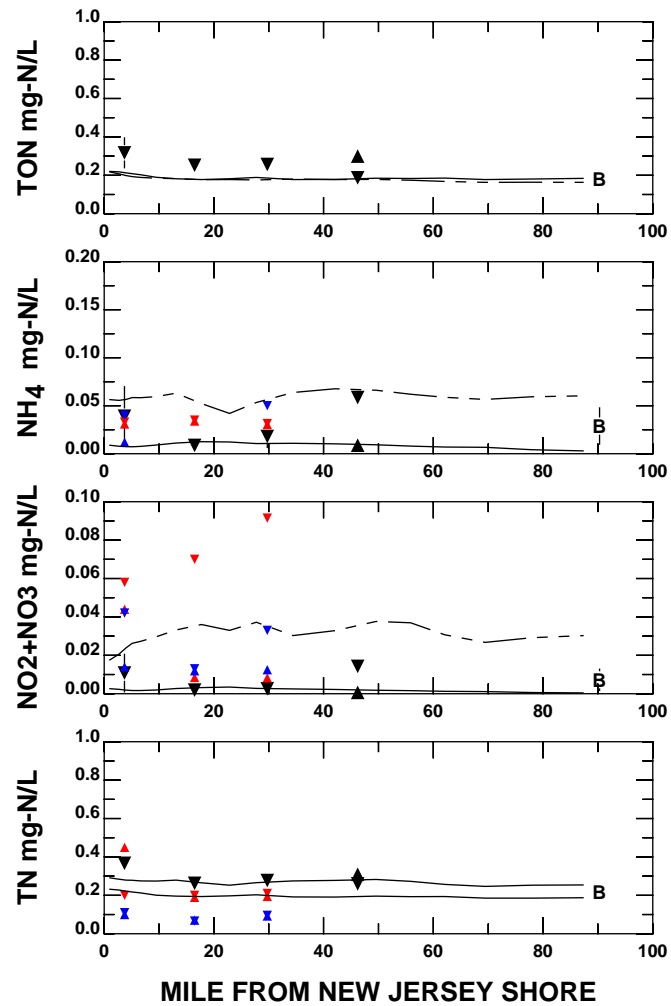 1.0
0.8
0.6
0.4
0.2
0.0
TON mg-N/L
B
0 20 40 60 80 100
0.20
0.15
0.10
0.05
0.00
NH4 mg-N/L
B
0 20 40 60 80 100
0.10
0.08
0.06
0.04
0.02
0.00
NO2+NO3 mg-N/L
B
0 20 40 60 80 100
1.0
0.8
0.6
0.4
0.2
0.0
TN mg-N/L
B
0 20 40 60 80 100
MILE FROM NEW JERSEY SHORE